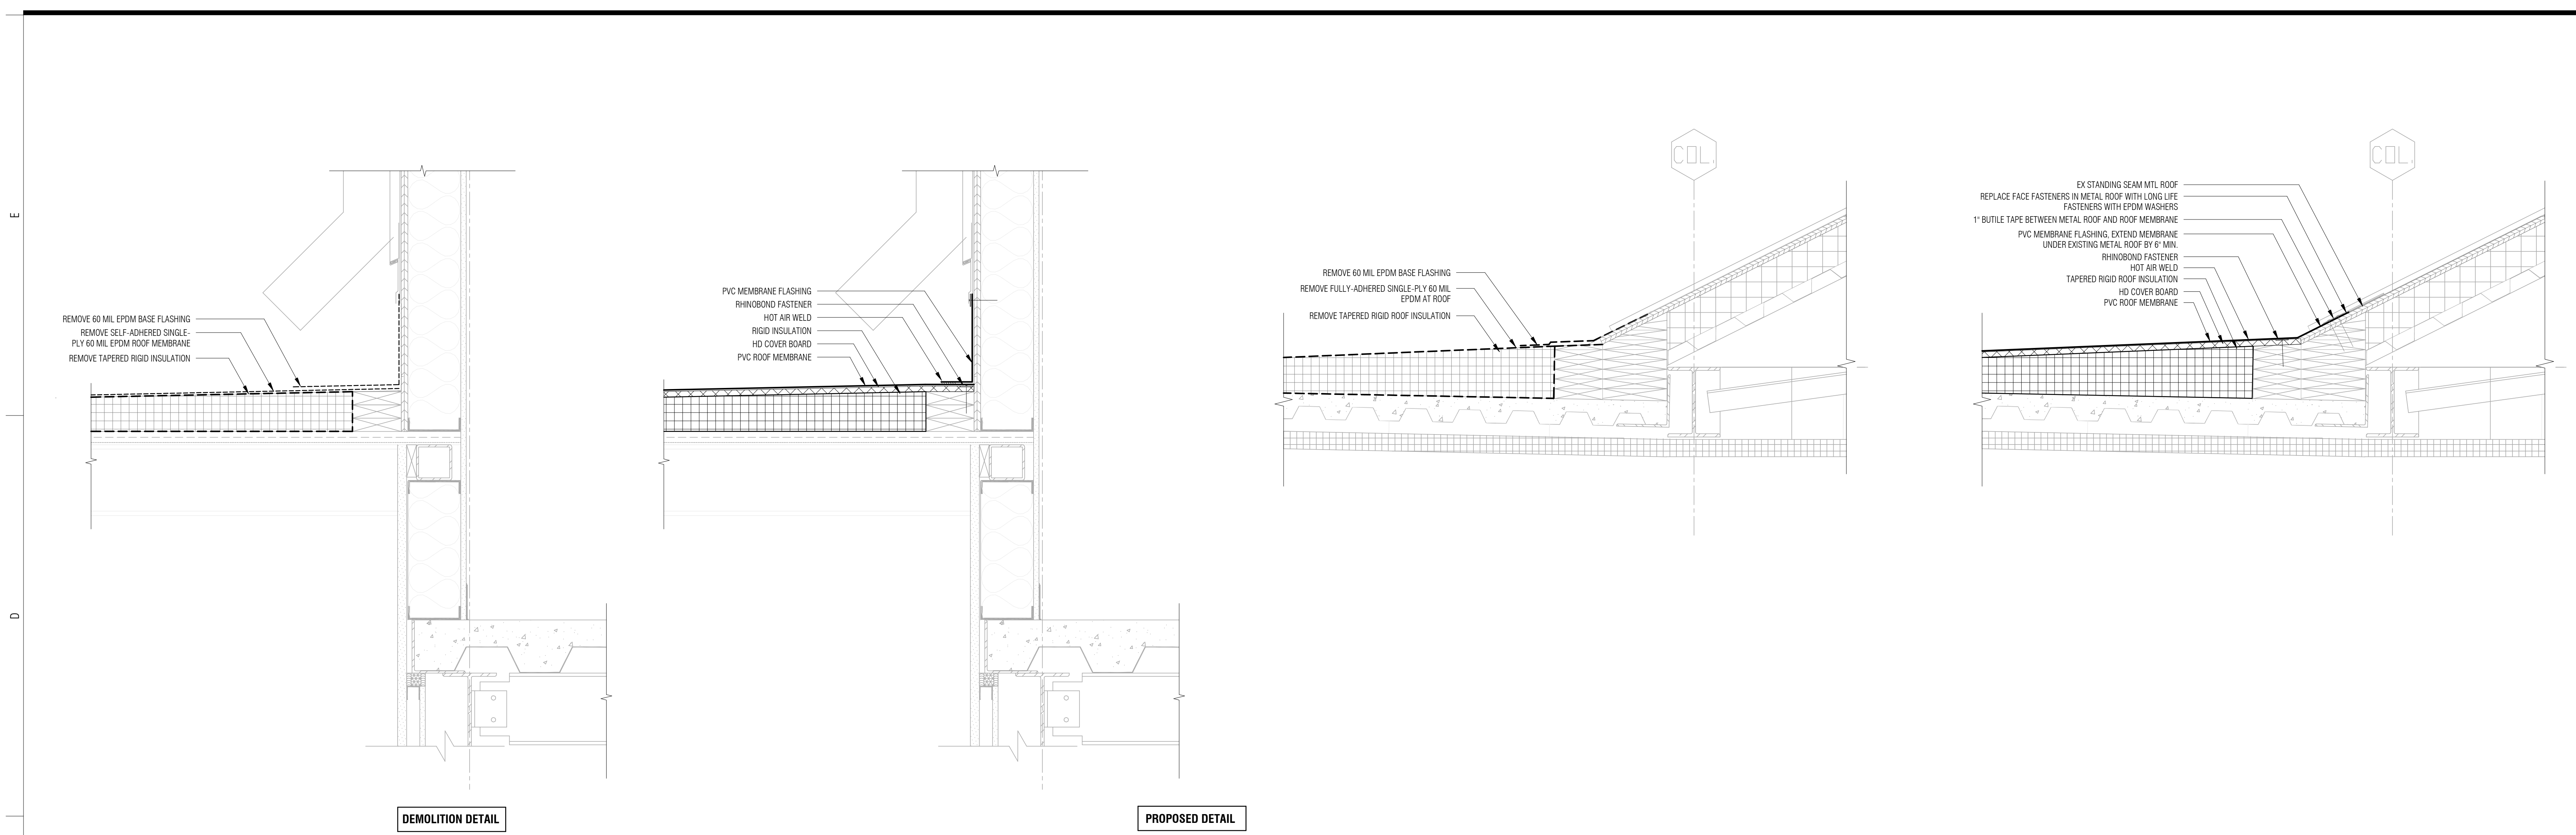 E
D
REMOVE 60 MIL EPDM BASE FLASHING
REMOVE SELF-ADHERED SINGLE-
PLY 60 MIL EPDM ROOF MEMBRANE
REMOVE TAPERED RIGID INSULATION
DEMOLITION DETAIL
PVC MEMBRANE FLASHING
RHINOBOND FASTENER
HOT AIR WELD
RIGID INSULATION
HD COVER BOARD
PVC ROOF MEMBRANE
PROPOSED DETAIL
COL.
REMOVE 60 MIL EPDM BASE FLASHING
REMOVE FULLY-ADHERED SINGLE-PLY 60 MIL
EPDM AT ROOF
REMOVE TAPERED RIGID ROOF INSULATION
COL.
EX STANDING SEAM MTL ROOF
REPLACE FACE FASTENERS IN METAL ROOF WITH LONG LIFE
FASTENERS WITH EPDM WASHERS
1" BUTILE TAPE BETWEEN METAL ROOF AND ROOF MEMBRANE
PVC MEMBRANE FLASHING, EXTEND MEMBRANE
UNDER EXISTING METAL ROOF BY 6" MIN.
RHINOBOND FASTENER
HOT AIR WELD
TAPERED RIGID ROOF INSULATION
HD COVER BOARD
PVC ROOF MEMBRANE